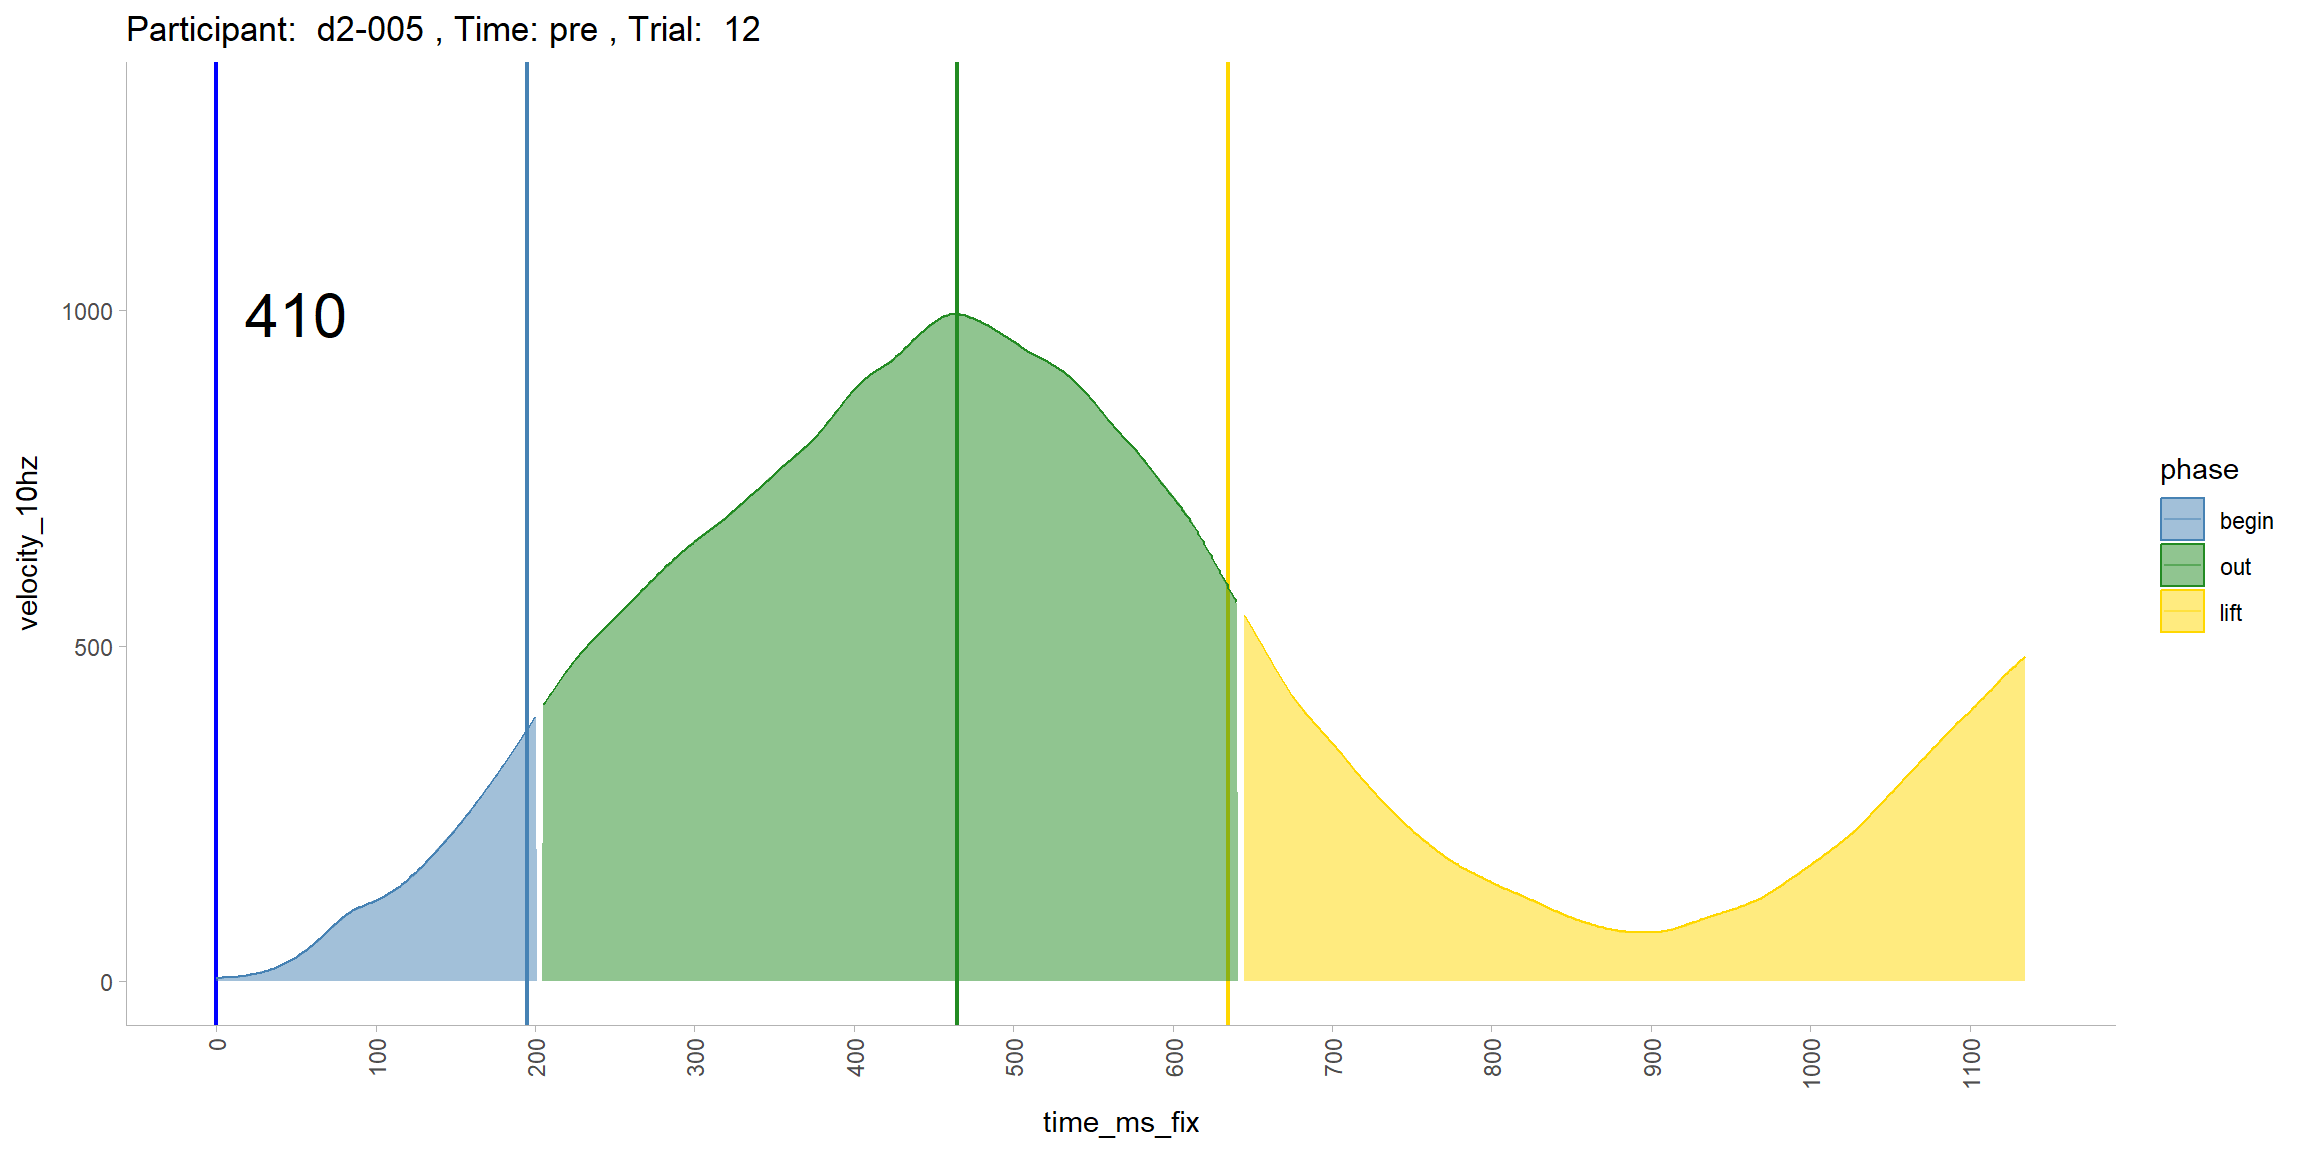 Participant:  d2-005 , Time: pre , Trial:  12
410
1000
500
0
velocity_10hz
0
100
200
300
400
500
600
700
800
900
1000
1100
time_ms_fix
phase
begin
out
lift